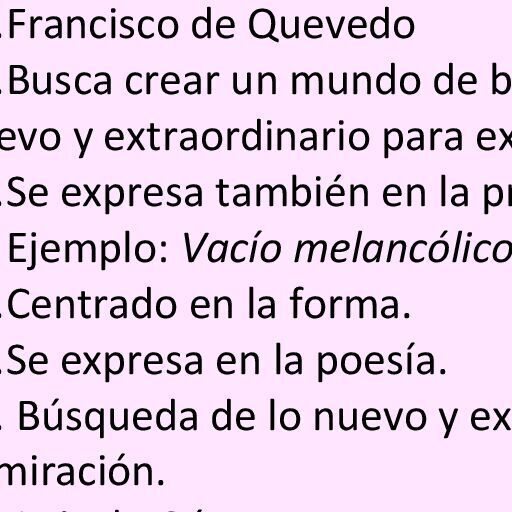 .Francisco de Quevedo
.Busca crear un mundo de b
evo y extraordinario para ex
.Se expresa también en la pr
Ejemplo: Vacío melancólico
.Centrado en la forma.
.Se expresa en la poesía.
. Búsqueda de lo nuevo y ex
miración.